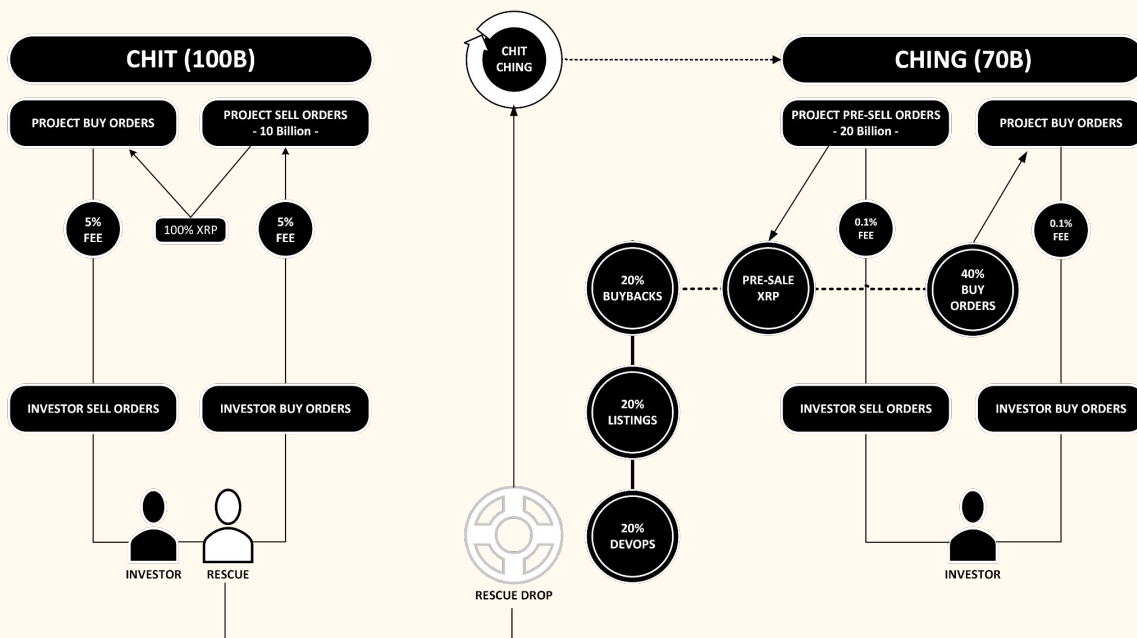 CHIT (100B)
PROJECT BUY ORDERS
PROJECT SELL ORDERS
- 10 Billion -
5%
FEE
100% XRP
5%
FEE
INVESTOR SELL ORDERS
INVESTOR BUY ORDERS
INVESTOR
RESCUE
CHIT
CHING
RESCUE DROP
CHING (70B)
PROJECT PRE-SELL ORDERS
- 20 Billion -
PROJECT BUY ORDERS
0.1%
FEE
0.1%
FEE
20%
BUYBACKS
PRE-SALE
XRP
40%
BUY
ORDERS
20%
LISTINGS
20%
DEVOPS
INVESTOR SELL ORDERS
INVESTOR BUY ORDERS
INVESTOR